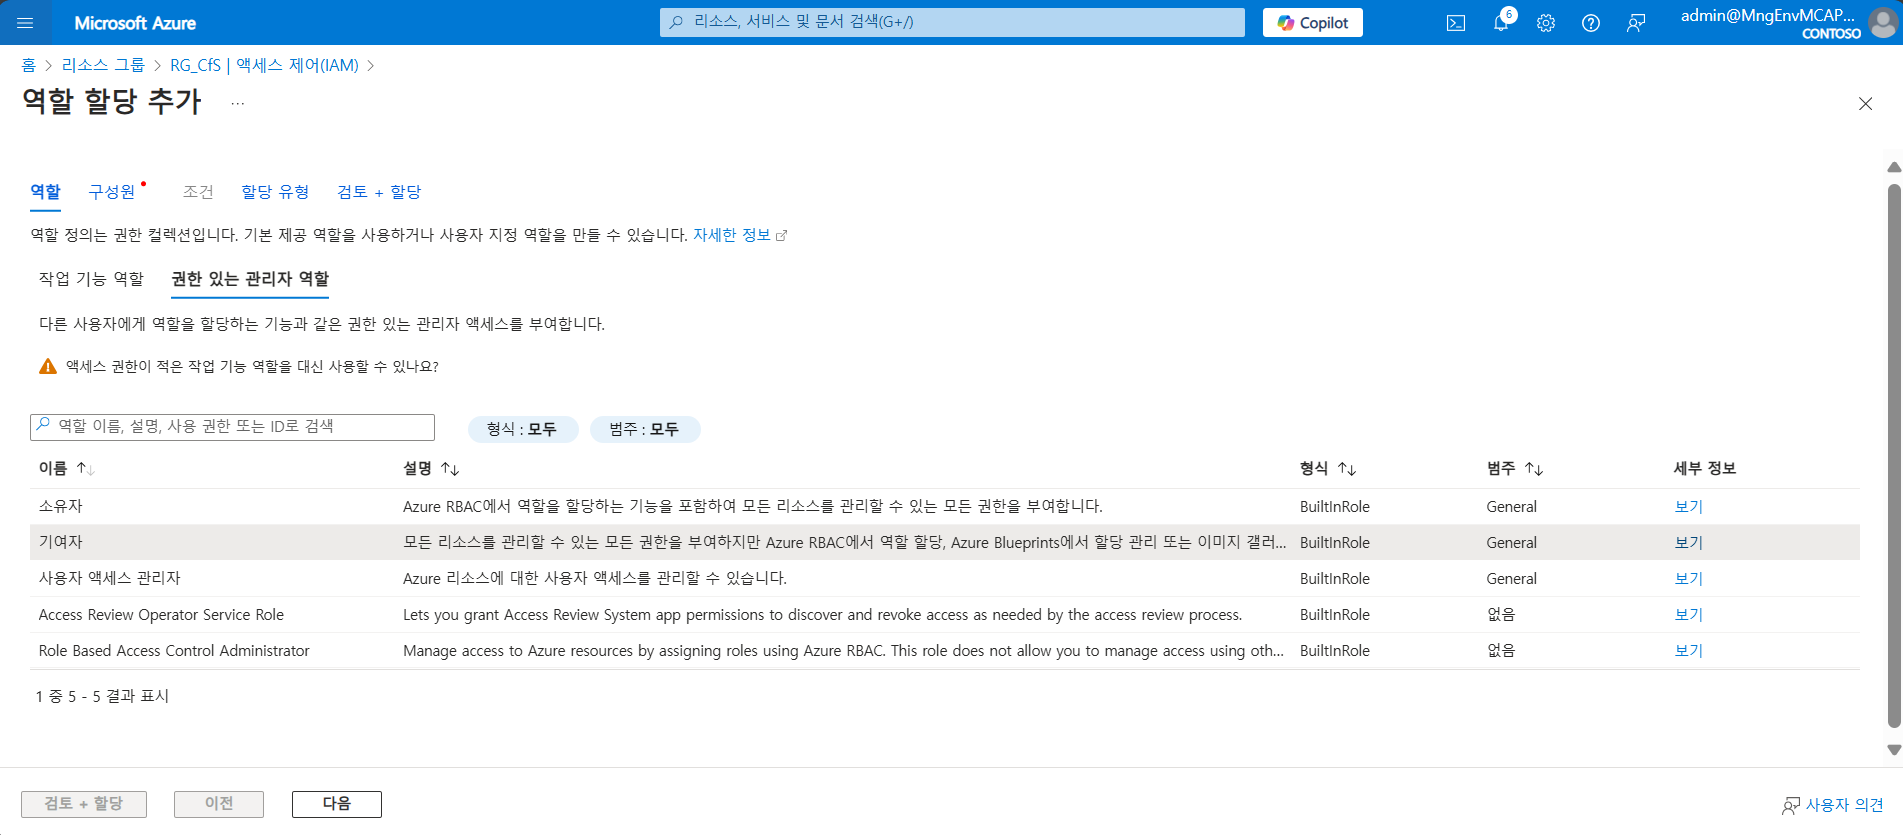 Microsoft Azure
리소스, 서비스 및 문서 검색(G+/)
Copilot
6
admin@MngEnvMCAP...
CONTOSO
홈 > 리소스 그룹 > RG_CfS | 액세스 제어(IAM) >
역할 할당 추가 ...
역할 구성원 조건 할당 유형 검토 + 할당
역할 정의는 권한 컬렉션입니다. 기본 제공 역할을 사용하거나 사용자 지정 역할을 만들 수 있습니다. 자세한 정보
작업 기능 역할 권한 있는 관리자 역할
다른 사용자에게 역할을 할당하는 기능과 같은 권한 있는 관리자 액세스를 부여합니다.
액세스 권한이 적은 작업 기능 역할을 대신 사용할 수 있나요?
역할 이름, 설명, 사용 권한 또는 ID로 검색 형식 : 모두 범주 : 모두
이름 ↑↓ 설명 ↑↓ 형식 ↑↓ 범주 ↑↓ 세부 정보
소유자 Azure RBAC에서 역할을 할당하는 기능을 포함하여 모든 리소스를 관리할 수 있는 모든 권한을 부여합니다. BuiltInRole General 보기
기여자 모든 리소스를 관리할 수 있는 모든 권한을 부여하지만 Azure RBAC에서 역할 할당, Azure Blueprints에서 할당 관리 또는 이미지 갤러... BuiltInRole General 보기
사용자 액세스 관리자 Azure 리소스에 대한 사용자 액세스를 관리할 수 있습니다. BuiltInRole General 보기
Access Review Operator Service Role Lets you grant Access Review System app permissions to discover and revoke access as needed by the access review process. BuiltInRole 없음 보기
Role Based Access Control Administrator Manage access to Azure resources by assigning roles using Azure RBAC. This role does not allow you to manage access using oth... BuiltInRole 없음 보기
1 중 5 - 5 결과 표시
검토 + 할당 이전 다음 사용자 의견